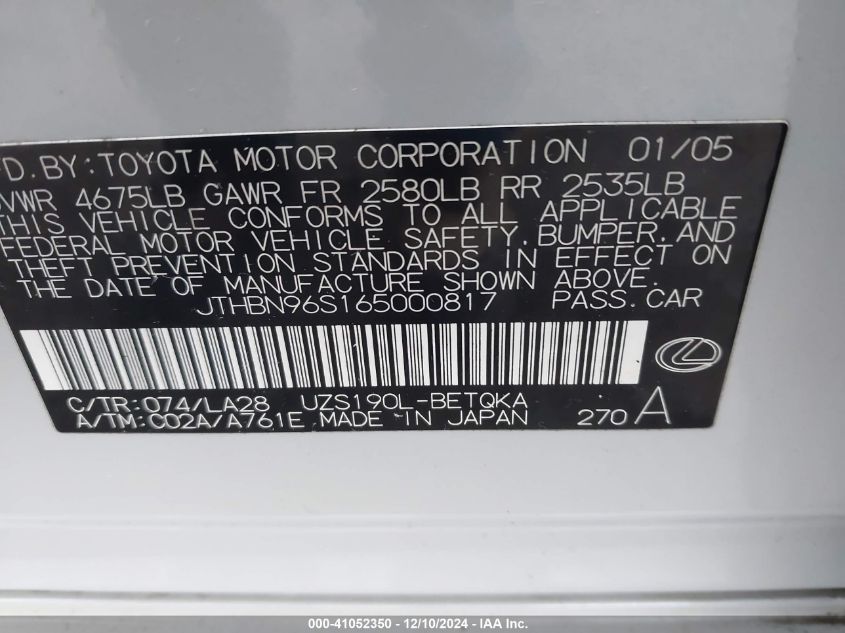 FD. BY: TOYOTA MOTOR CORPORATION 01/05
GVWR 4675LB GAWR FR 2580LB RR 2535LB
THIS VEHICLE CONFORMS TO ALL APPLICABLE
FEDERAL MOTOR VEHICLE SAFETY, BUMPER, AND
THEFT PREVENTION STANDARDS IN EFFECT ON
THE DATE OF MANUFACTURE SHOWN ABOVE.
JTHBN96S165000817 PASS. CAR
C/TR: 074/LA28 UZS190L-BETQKA
A/TM: C02A/A761E MADE IN JAPAN 270 A
000-41052350 - 12/10/2024 - IAA Inc.